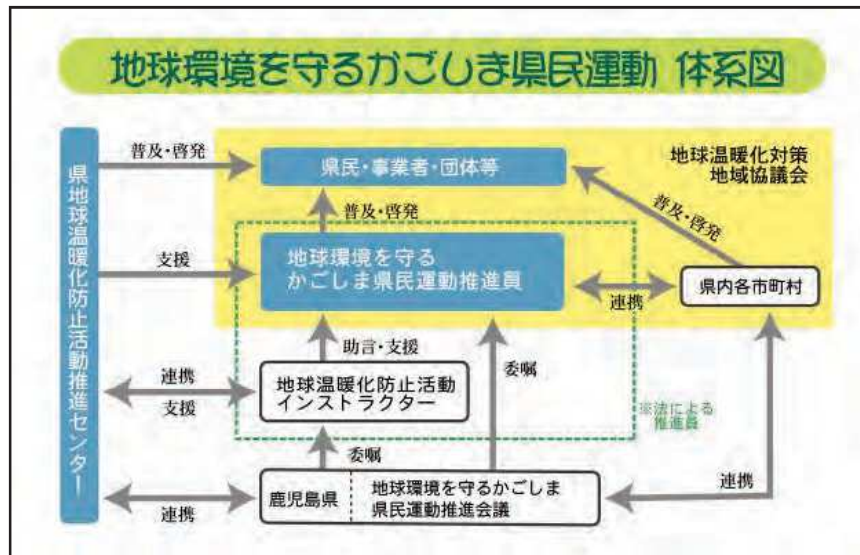 地球環境を守るかごしま県民運動 体系図
県地球温暖化防止活動推進センター
普及・啓発
県民・事業者・団体等
地球温暖化対策
地域協議会
普及・啓発
普及・啓発
支援
地球環境を守る
かごしま県民運動推進員
連携
県内各市町村
助言・支援
連携
支援
地球温暖化防止活動
インストラクター
委嘱
※法による
推進員
委嘱
連携
鹿児島県
地球環境を守るかごしま
県民運動推進会議
連携